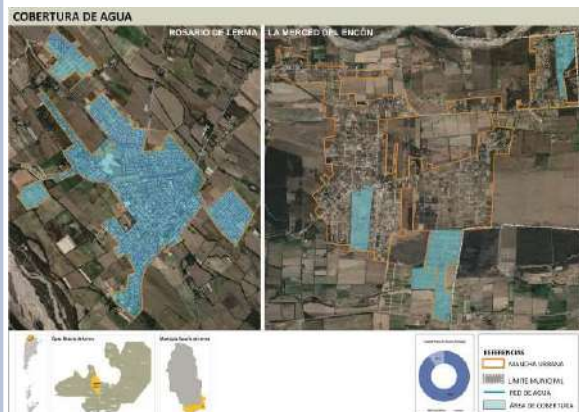 COBERTURA DE AGUA
ROSARIO DE LERMA
LA MERCED DEL ENCÓN
REFERENCIAS
MANCHA URBANA
LÍMITE MUNICIPAL
RED DE AGUA
ÁREA DE COBERTURA